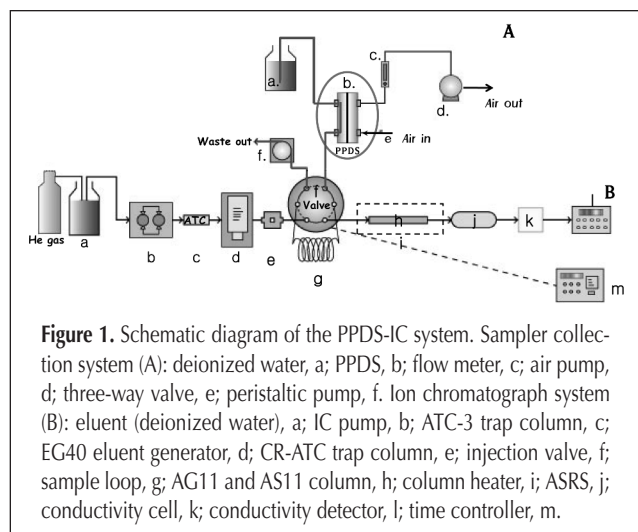 A
a.
b.
c.
d.
PPDS
e
Air in
Air out
Waste out
f.
Valve
f
B
He gas
a
b
ATC
c
d
e
g
h
i
j
k
m
Figure 1. Schematic diagram of the PPDS-IC system. Sampler collec-
tion system (A): deionized water, a; PPDS, b; flow meter, c; air pump,
d; three-way valve, e; peristaltic pump, f. Ion chromatograph system
(B): eluent (deionized water), a; IC pump, b; ATC-3 trap column, c;
EG40 eluent generator, d; CR-ATC trap column, e; injection valve, f;
sample loop, g; AG11 and AS11 column, h; column heater, i; ASRS, j;
conductivity cell, k; conductivity detector, l; time controller, m.